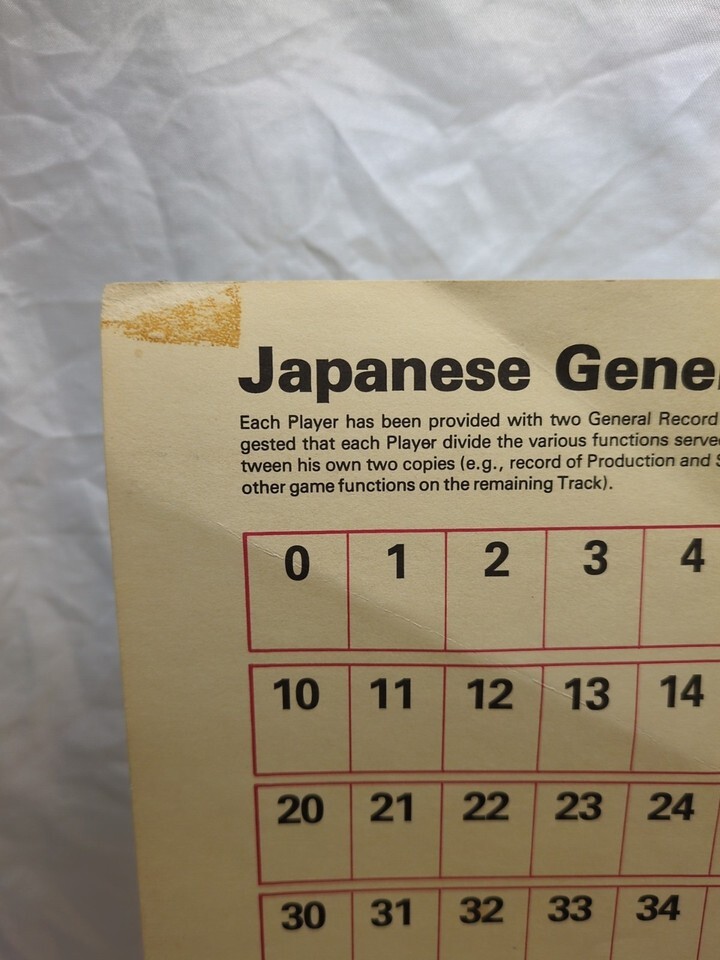 Japanese
Each Player has been provided with two General Record
gested that each Player divide the various functions
tween his own two copies (e.g., record of Production and
other game functions on the remaining Track).
0 1 2 3 4
10 11 12 13 14
20 21 22 23 24
30 31 32 33 34